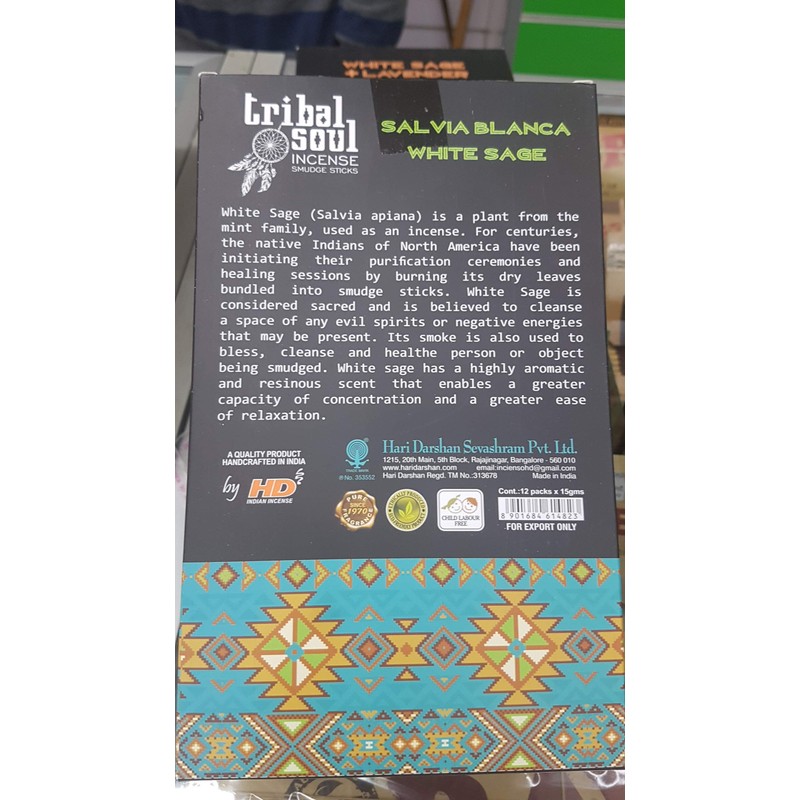 WHITE SAGE
+ LAVENDER
tribal
soul
INCENSE
SMUDGE STICKS
SALVIA BLANCA
WHITE SAGE
White Sage (Salvia apiana) is a plant from the
mint family, used as an incense. For centuries,
the native Indians of North America have been
initiating their purification ceremonies and
healing sessions by burning its dry leaves
bundled into smudge sticks. White Sage is
considered sacred and is believed to cleanse
a space of any evil spirits or negative energies
that may be present. Its smoke is also used to
bless, cleanse and healthe person or object
being smudged. White sage has a highly aromatic
and resinous scent that enables a greater
capacity of concentration and a greater ease
of relaxation.
A QUALITY PRODUCT
HANDCRAFTED IN INDIA
by HD
INDIAN INCENSE
TRADE MARK
® No. 353552
Hari Darshan Sevashram Pvt. Ltd.
1215, 20th Main, 5th Block, Rajajinagar, Bangalore - 560 010
www.haridarshan.com email:inciensohd@gmail.com
Hari Darshan Regd. TM No.:313678 Made in India
PURE
SINCE
1970
FRAGRANCE
CHILD LABOUR
FREE
Cont.:12 packs x 15gms
8 901684 614823
FOR EXPORT ONLY